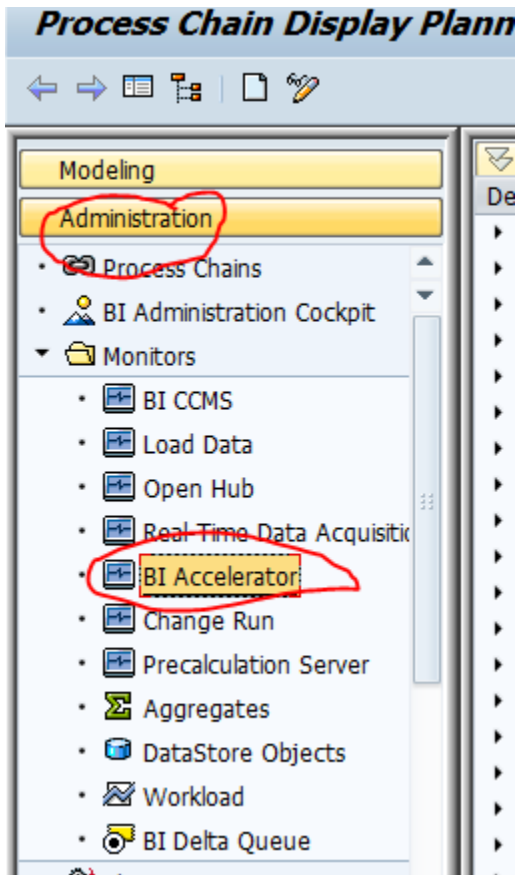 Process Chain Display Plann
Modeling
Administration
Process Chains
BI Administration Cockpit
Monitors
BI CCMS
Load Data
Open Hub
Real-Time Data Acquisitio
BI Accelerator
Change Run
Precalculation Server
Aggregates
DataStore Objects
Workload
BI Delta Queue
De